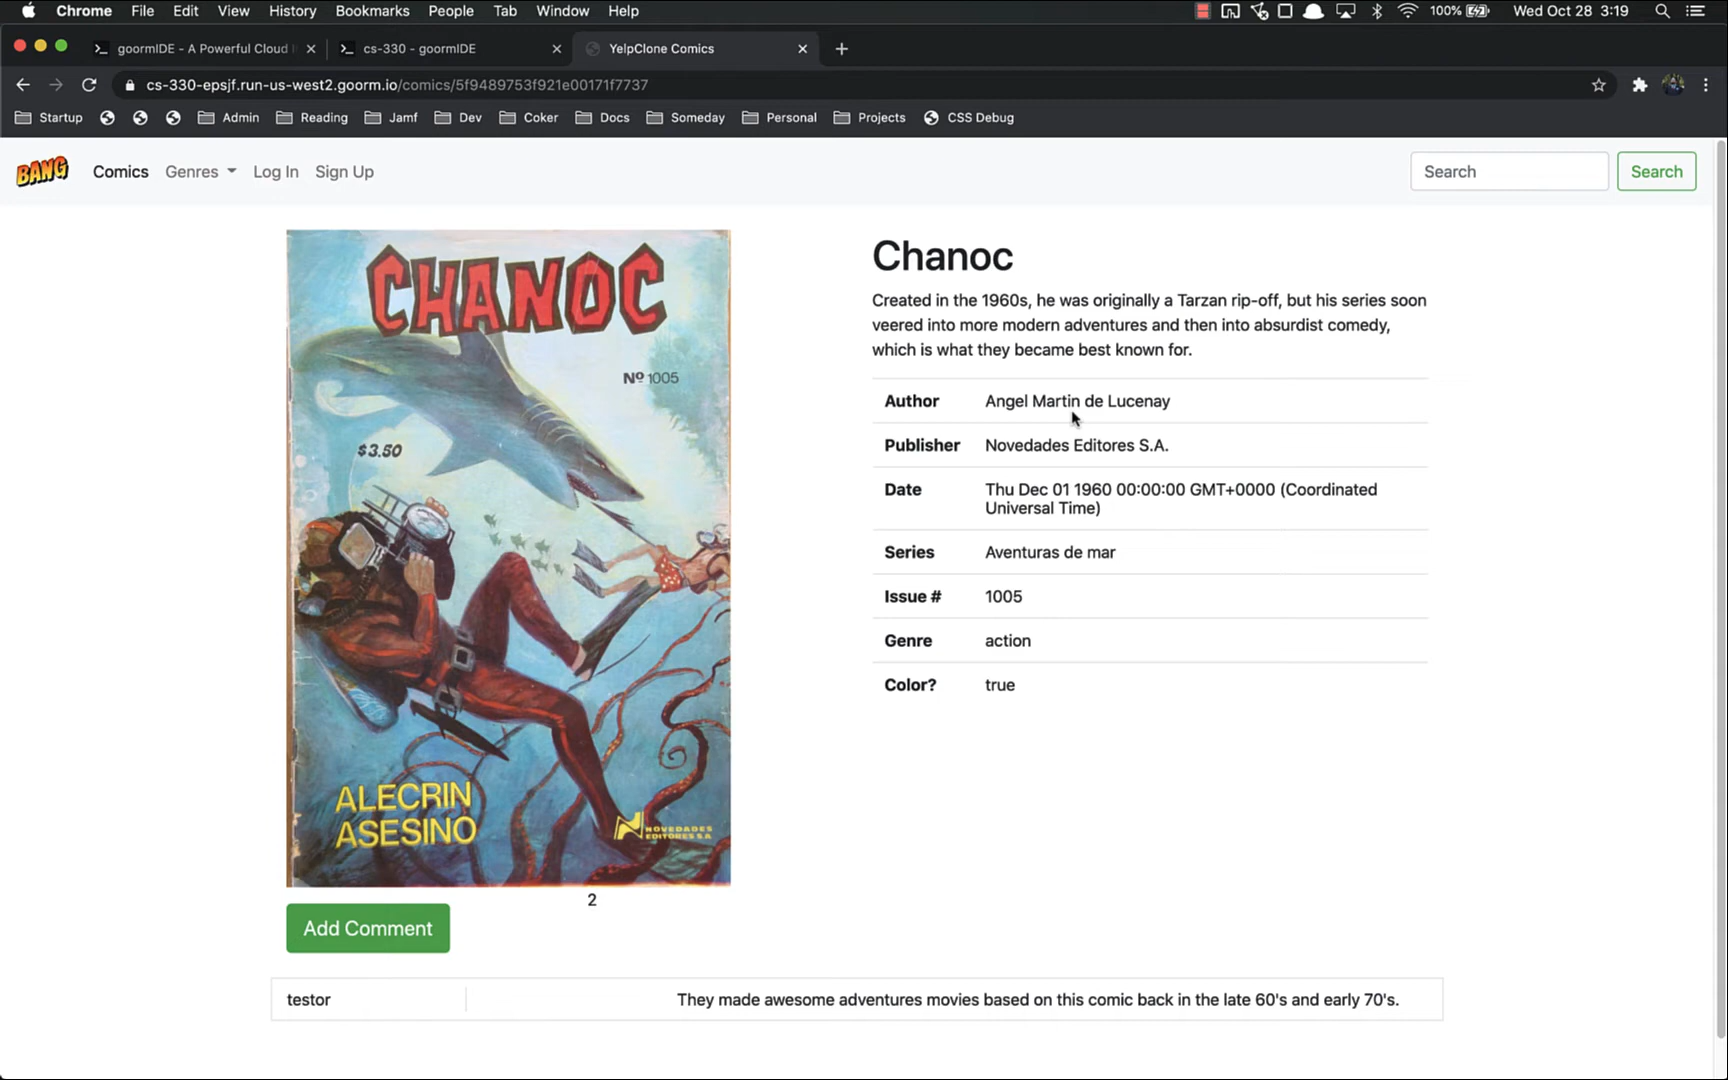 Chrome File Edit View History Bookmarks People Tab Window Help 100% Wed Oct 28 3:19
goormIDE - A Powerful Cloud cs-330 - goormIDE YelpClone Comics
cs-330-epsjf.run-us-west2.goorm.io/comics/5f9489753f921e00171f7737
Startup Admin Reading Jamf Dev Coker Docs Someday Personal Projects CSS Debug
BANG Comics Genres Log In Sign Up Search Search
CHANOC
Nº 1005
$3.50
ALECRIN
ASESINO
NOVEDADES
EDITORES S.A.
Chanoc
Created in the 1960s, he was originally a Tarzan rip-off, but his series soon
veered into more modern adventures and then into absurdist comedy,
which is what they became best known for.
Author Angel Martin de Lucenay
Publisher Novedades Editores S.A.
Date Thu Dec 01 1960 00:00:00 GMT+0000 (Coordinated
Universal Time)
Series Aventuras de mar
Issue # 1005
Genre action
Color? true
2
Add Comment
testor They made awesome adventures movies based on this comic back in the late 60's and early 70's.